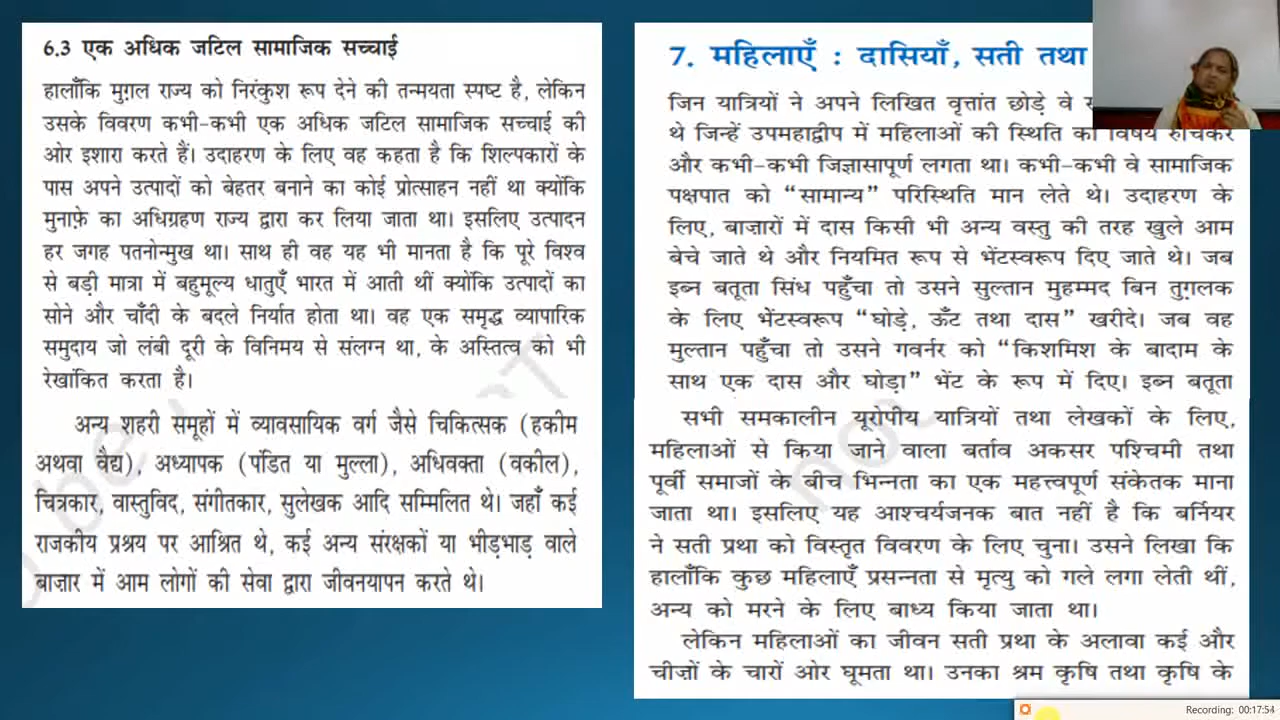 6.3 एक अधिक जटिल सामाजिक सच्चाई
हालाँकि मुग़ल राज्य को निरंकुश रूप देने की तन्मयता स्पष्ट है, लेकिन
उसके विवरण कभी-कभी एक अधिक जटिल सामाजिक सच्चाई की
ओर इशारा करते हैं। उदाहरण के लिए वह कहता है कि शिल्पकारों के
पास अपने उत्पादों को बेहतर बनाने का कोई प्रोत्साहन नहीं था क्योंकि
मुनाफ़े का अधिग्रहण राज्य द्वारा कर लिया जाता था। इसलिए उत्पादन
हर जगह पतनोन्मुख था। साथ ही वह यह भी मानता है कि पूरे विश्व
से बड़ी मात्रा में बहुमूल्य धातुएँ भारत में आती थीं क्योंकि उत्पादों का
सोने और चाँदी के बदले निर्यात होता था। वह एक समृद्ध व्यापारिक
समुदाय जो लंबी दूरी के विनिमय से संलग्न था, के अस्तित्व को भी
रेखांकित करता है।
अन्य शहरी समूहों में व्यावसायिक वर्ग जैसे चिकित्सक (हकीम
अथवा वैद्य), अध्यापक (पंडित या मुल्ला), अधिवक्ता (वकील),
चित्रकार, वास्तुविद, संगीतकार, सुलेखक आदि सम्मिलित थे। जहाँ कई
राजकीय प्रश्रय पर आश्रित थे, कई अन्य संरक्षकों या भीड़भाड़ वाले
बाज़ार में आम लोगों की सेवा द्वारा जीवनयापन करते थे।
7. महिलाएँ : दासियाँ, सती तथा
जिन यात्रियों ने अपने लिखित वृत्तांत छोड़े वे
थे जिन्हें उपमहाद्वीप में महिलाओं की स्थिति का विषय रुचिकर
और कभी-कभी जिज्ञासापूर्ण लगता था। कभी-कभी वे सामाजिक
पक्षपात को “सामान्य” परिस्थिति मान लेते थे। उदाहरण के
लिए, बाज़ारों में दास किसी भी अन्य वस्तु की तरह खुले आम
बेचे जाते थे और नियमित रूप से भेंटस्वरूप दिए जाते थे। जब
इब्न बतूता सिंध पहुँचा तो उसने सुल्तान मुहम्मद बिन तुग़लक
के लिए भेंटस्वरूप “घोड़े, ऊँट तथा दास” खरीदे। जब वह
मुल्तान पहुँचा तो उसने गवर्नर को “किशमिश के बादाम के
साथ एक दास और घोड़ा” भेंट के रूप में दिए। इब्न बतूता
सभी समकालीन यूरोपीय यात्रियों तथा लेखकों के लिए,
महिलाओं से किया जाने वाला बर्ताव अकसर पश्चिमी तथा
पूर्वी समाजों के बीच भिन्नता का एक महत्त्वपूर्ण संकेतक माना
जाता था। इसलिए यह आश्चर्यजनक बात नहीं है कि बर्नियर
ने सती प्रथा को विस्तृत विवरण के लिए चुना। उसने लिखा कि
हालाँकि कुछ महिलाएँ प्रसन्नता से मृत्यु को गले लगा लेती थीं,
अन्य को मरने के लिए बाध्य किया जाता था।
लेकिन महिलाओं का जीवन सती प्रथा के अलावा कई और
चीज़ों के चारों ओर घूमता था। उनका श्रम कृषि तथा कृषि के
Recording: 00:17:54